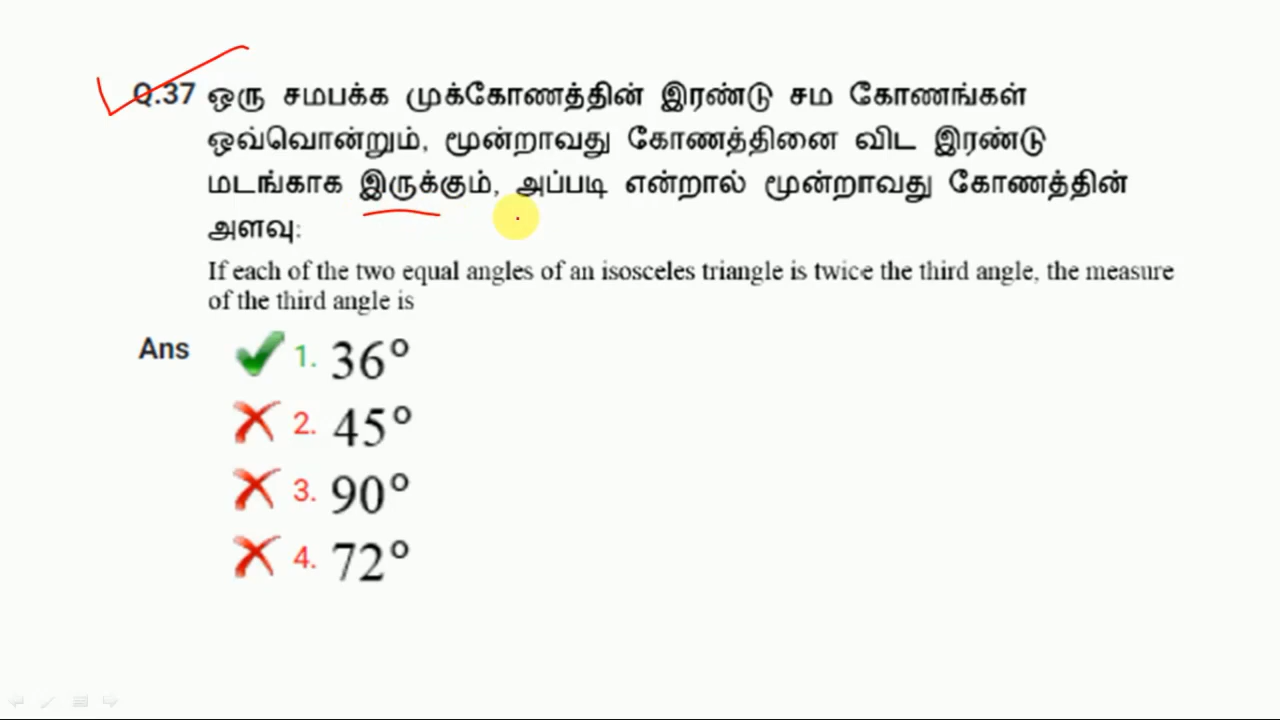 Q.37 ஒரு சமபக்க முக்கோணத்தின் இரண்டு சம கோணங்கள்
ஒவ்வொன்றும், மூன்றாவது கோணத்தினை விட இரண்டு
மடங்காக இருக்கும், அப்படி என்றால் மூன்றாவது கோணத்தின்
அளவு:
If each of the two equal angles of an isosceles triangle is twice the third angle, the measure
of the third angle is
Ans 1. 36°
2. 45°
3. 90°
4. 72°